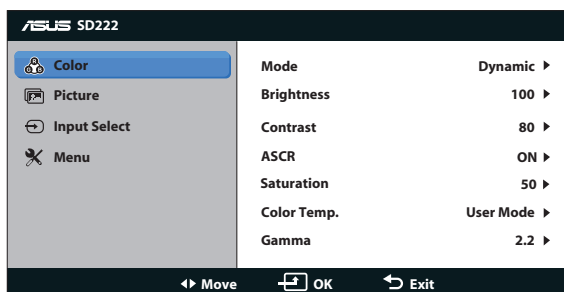 ASUS SD222
Color
Picture
Input Select
Menu
Mode Dynamic
Brightness 100
Contrast 80
ASCR ON
Saturation 50
Color Temp. User Mode
Gamma 2.2
Move OK Exit